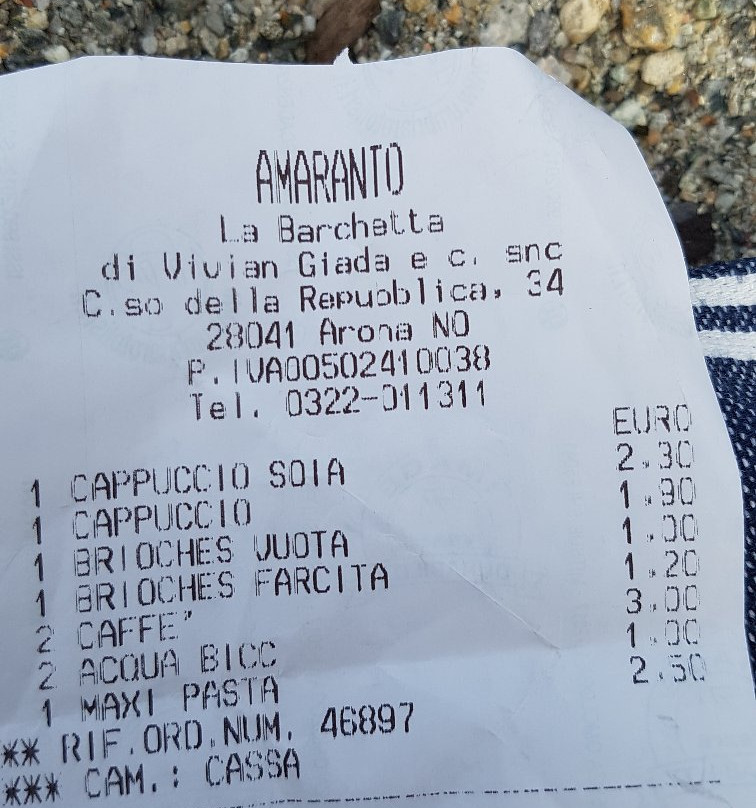 AMARANTO
La Barchetta
di Vivian Giada e c. snc
C.so della Repubblica, 34
28041 Arona NO
P.IVA00502410038
Tel. 0322-011311
EURO
1 CAPPUCCIO SOIA 2.30
1 CAPPUCCIO 1.90
1 BRIOCHES VUOTA 1.00
1 BRIOCHES FARCITA 1.20
2 CAFFE' 3.00
2 ACQUA BICC 1.00
1 MAXI PASTA 2.50
** RIF.ORD.NUM. 46897
*** CAM.: CASSA